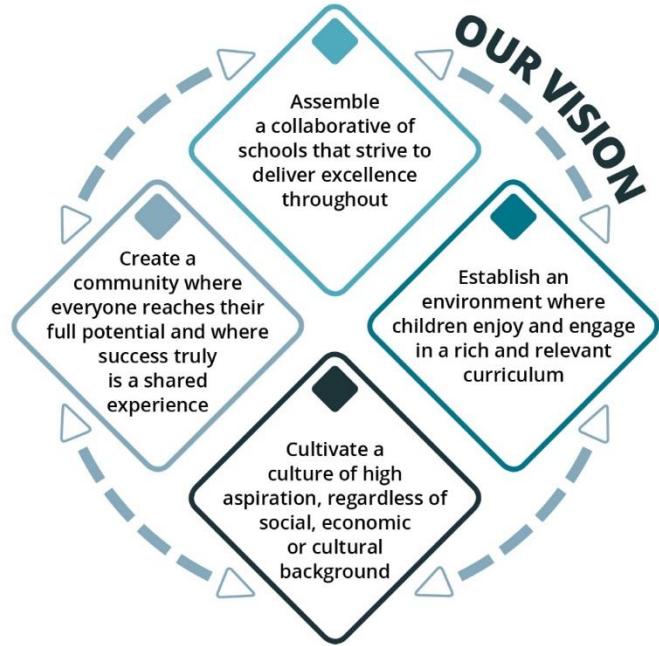 OUR VISION
Assemble
a collaborative of
schools that strive to
deliver excellence
throughout
Create a
community where
everyone reaches their
full potential and where
success truly
is a shared
experience
Establish an
environment where
children enjoy and engage
in a rich and relevant
curriculum
Cultivate a
culture of high
aspiration, regardless of
social, economic
or cultural
background